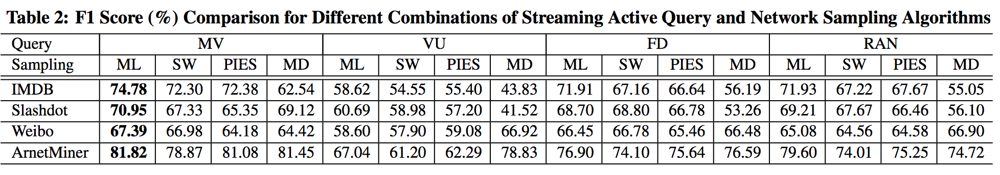 Table 2: F1 Score (%) Comparison for Different Combinations of Streaming Active Query and Network Sampling Algorithms
Query MV VU FD RAN
Sampling ML SW PIES MD ML SW PIES MD ML SW PIES MD ML SW PIES MD
IMDB 74.78 72.30 72.38 62.54 58.62 54.55 55.40 43.83 71.91 67.16 66.64 56.19 71.93 67.22 67.67 55.05
Slashdot 70.95 67.33 65.35 69.12 60.69 58.98 57.20 41.52 68.70 68.80 66.78 53.26 69.21 67.67 66.46 56.10
Weibo 67.39 66.98 64.18 64.42 58.60 57.90 59.08 66.92 66.45 66.78 65.46 66.48 65.08 64.56 64.58 66.90
ArnetMiner 81.82 78.87 81.08 81.45 67.04 61.20 62.29 78.83 76.90 74.10 75.64 76.59 79.60 74.01 75.25 74.72